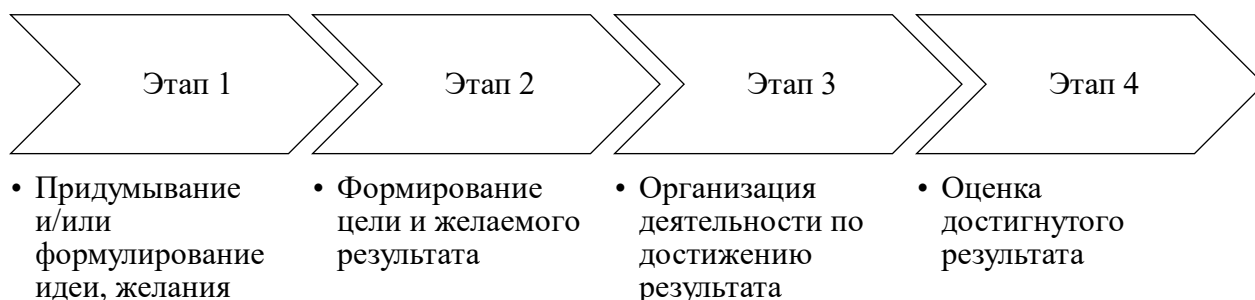 Этап 1
Этап 2
Этап 3
Этап 4
• Придумывание
и/или
формулирование
идеи, желания
• Формирование
цели и желаемого
результата
• Организация
деятельности по
достижению
результата
• Оценка
достигнутого
результата